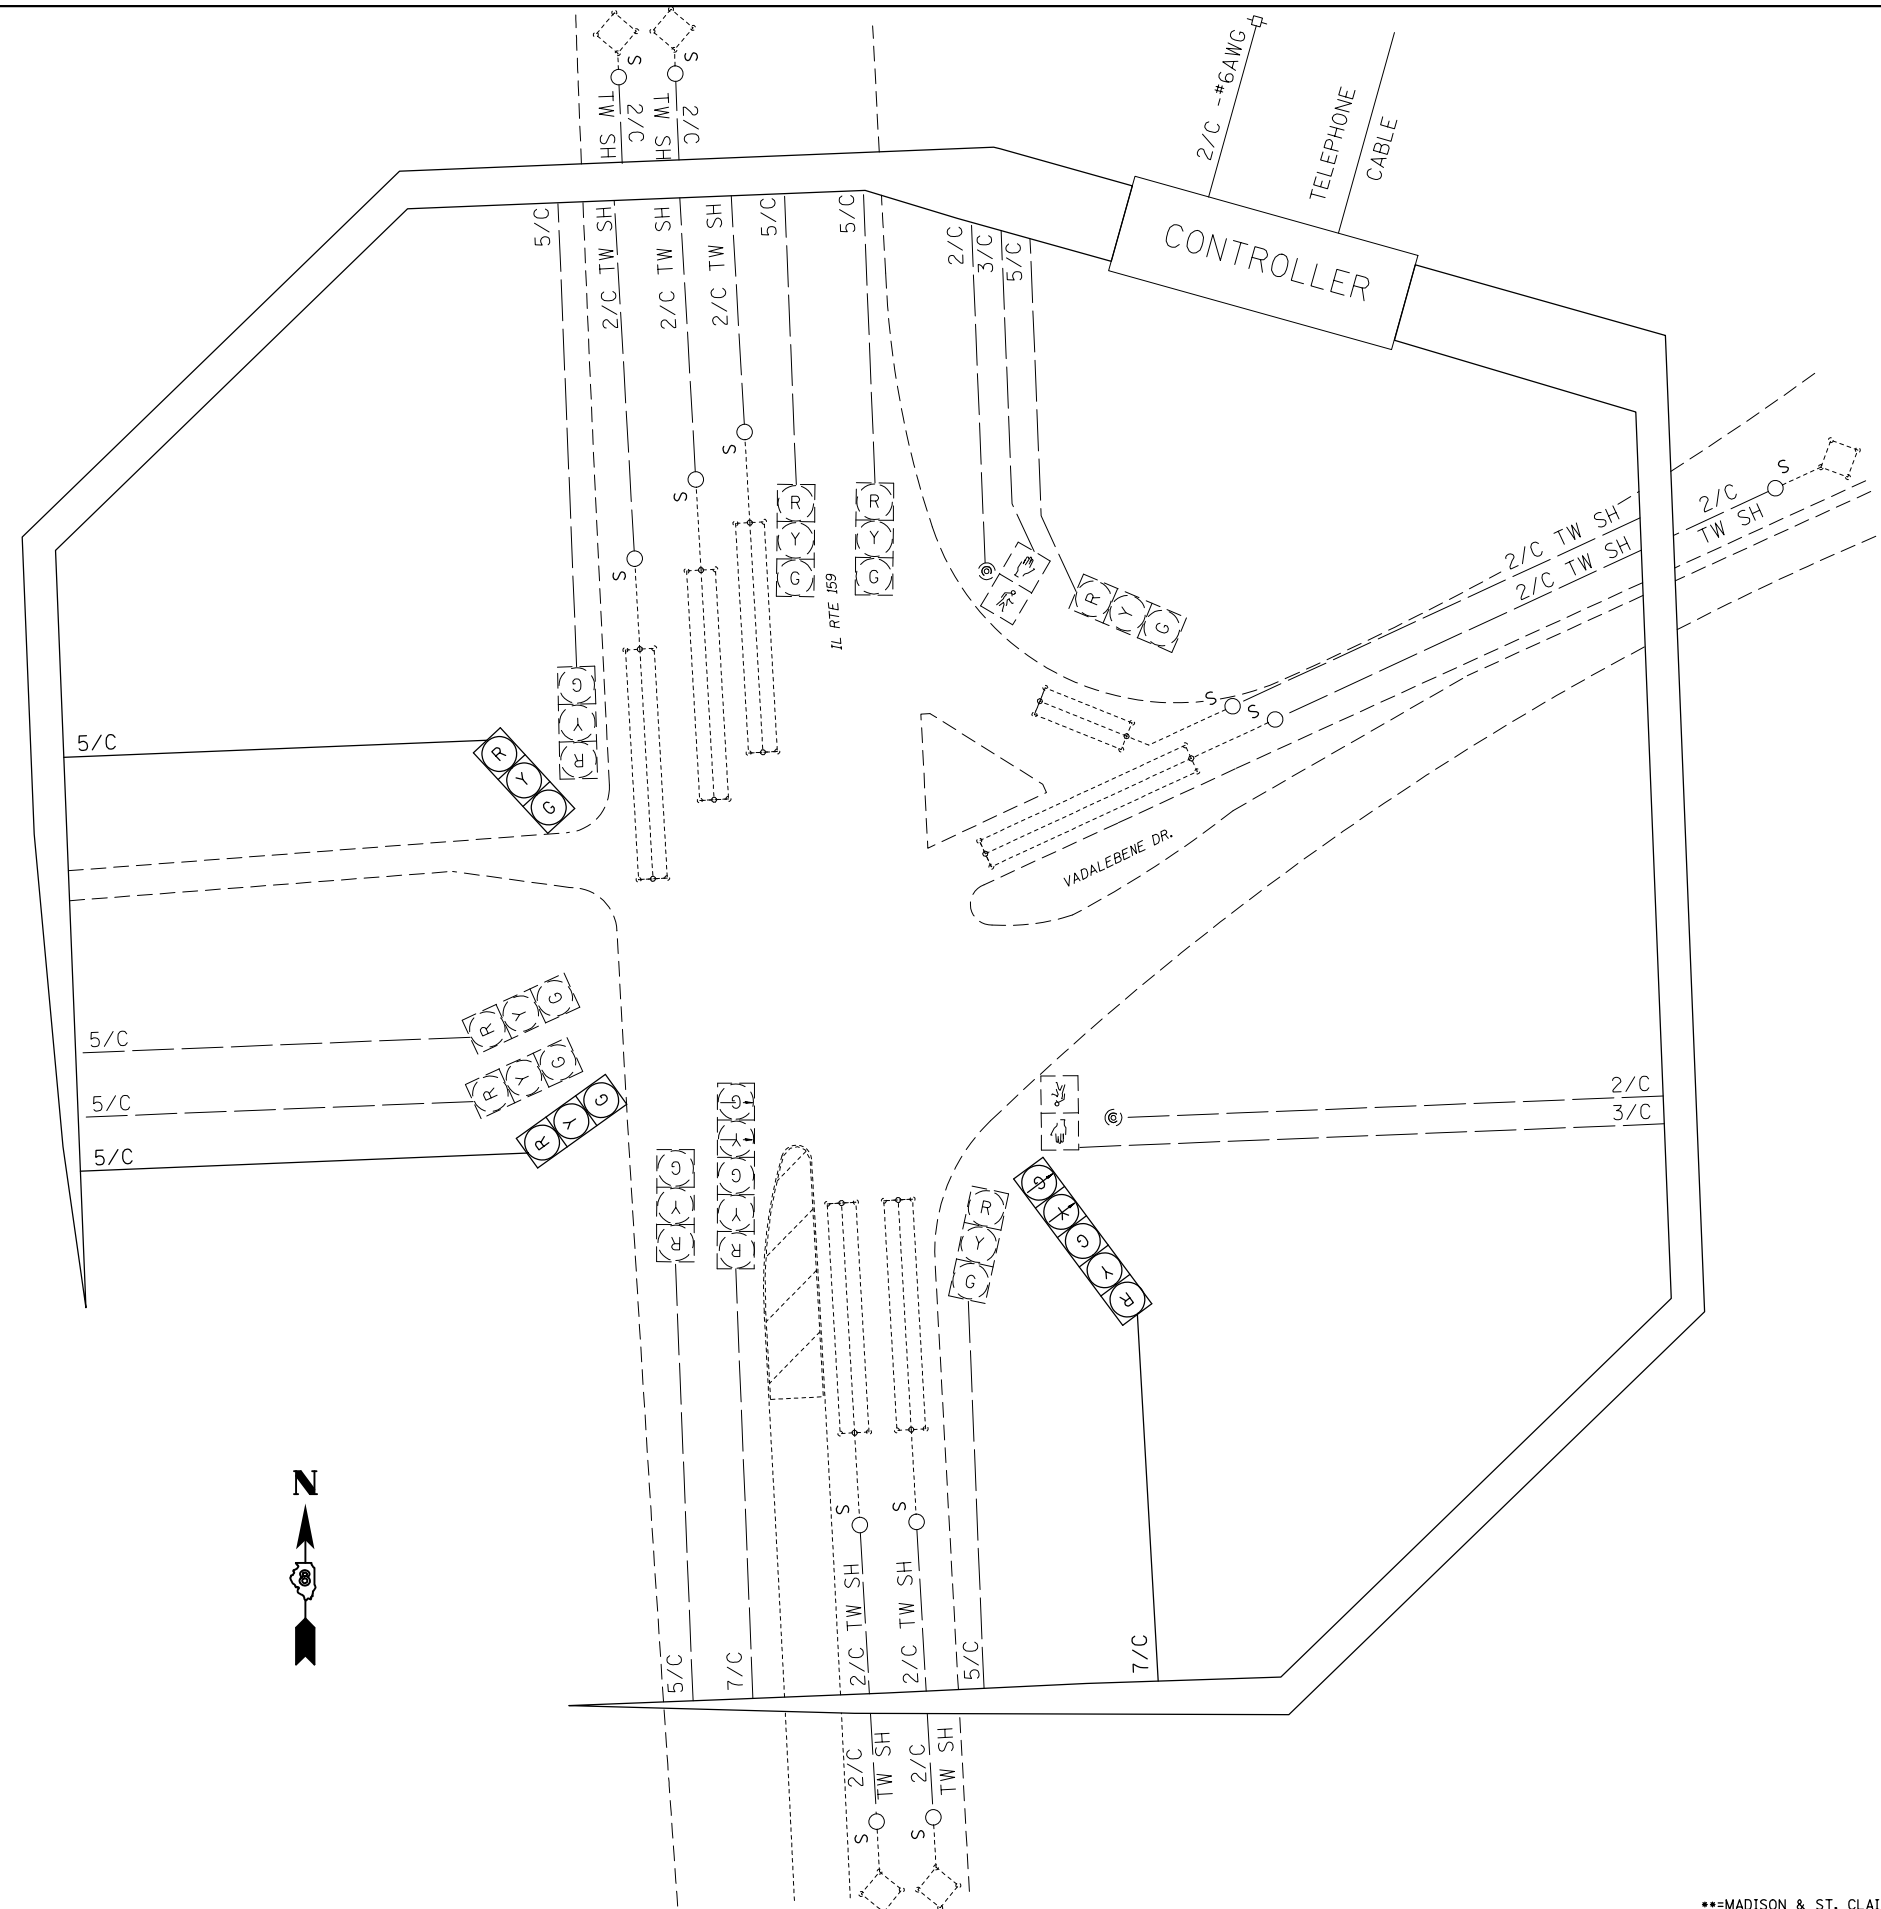 S
S
TW SH
2/C
TW SH
2/C
2/C -#6AWG
TELEPHONE
CABLE
CONTROLLER
5/C
2/C TW SH
2/C TW SH
2/C TW SH
5/C
5/C
2/C
3/C
5/C
S
S
S
R
Y
G
R
Y
G
IL RTE 159
R
Y
G
S
2/C
TW SH
2/C TW SH
2/C TW SH
S
S
G
Y
R
5/C
R
Y
G
VADALEBENE DR.
5/C
R
Y
G
5/C
R
Y
G
5/C
R
Y
G
G
Y
R
G
Y
G
Y
R
2/C
3/C
R
Y
G
G
Y
G
Y
R
N
8
S
S
5/C
7/C
2/C TW SH
2/C TW SH
5/C
7/C
2/C
TW SH
2/C
TW SH
S
S
**=MADISON & ST. CLAI